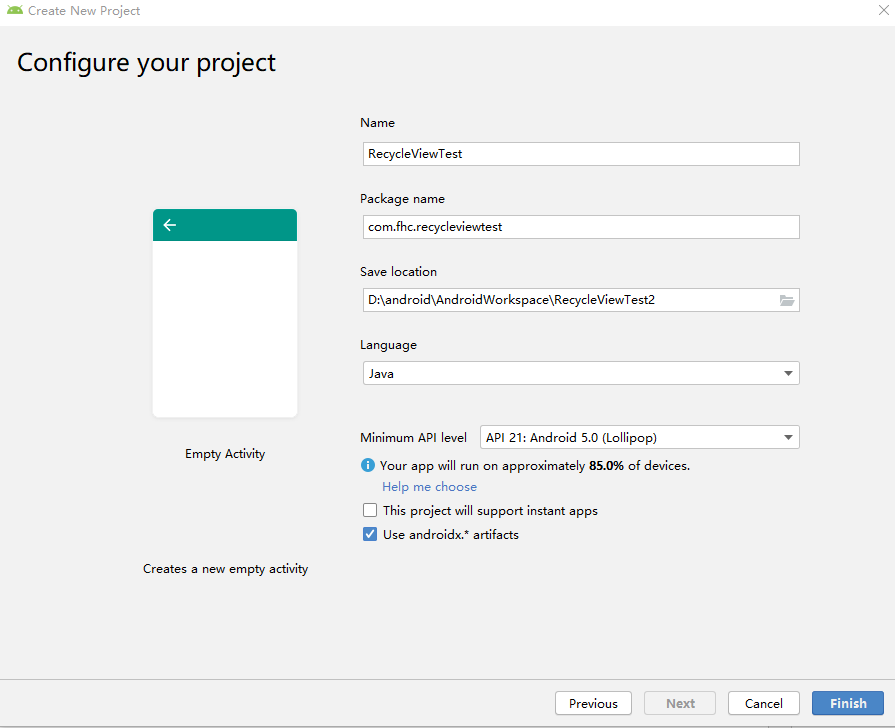 Create New Project
Configure your project
Name
RecycleViewTest
Package name
com.fhc.recycleviewtest
Save location
D:\android\AndroidWorkspace\RecycleViewTest2
Language
Java
Minimum API level API 21: Android 5.0 (Lollipop)
Your app will run on approximately 85.0% of devices.
Help me choose
This project will support instant apps
Use androidx.* artifacts
Empty Activity
Creates a new empty activity
Previous Next Cancel Finish